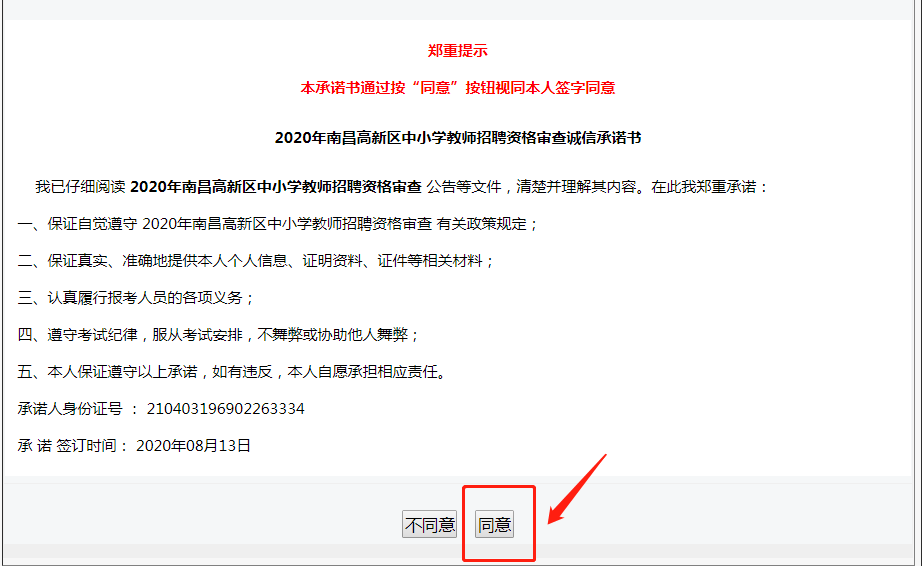 郑重提示
本承诺书通过按“同意”按钮视同本人签字同意
2020年南昌高新区中小学教师招聘资格审查诚信承诺书
我已仔细阅读 2020年南昌高新区中小学教师招聘资格审查 公告等文件，清楚并理解其内容。在此我郑重承诺：
一、保证自觉遵守 2020年南昌高新区中小学教师招聘资格审查 有关政策规定；
二、保证真实、准确地提供本人个人信息、证明资料、证件等相关材料；
三、认真履行报考人员的各项义务；
四、遵守考试纪律，服从考试安排，不舞弊或协助他人舞弊；
五、本人保证遵守以上承诺，如有违反，本人自愿承担相应责任。
承诺人身份证号 ： 210403196902263334
承 诺 签订时间： 2020年08月13日
不同意 同意